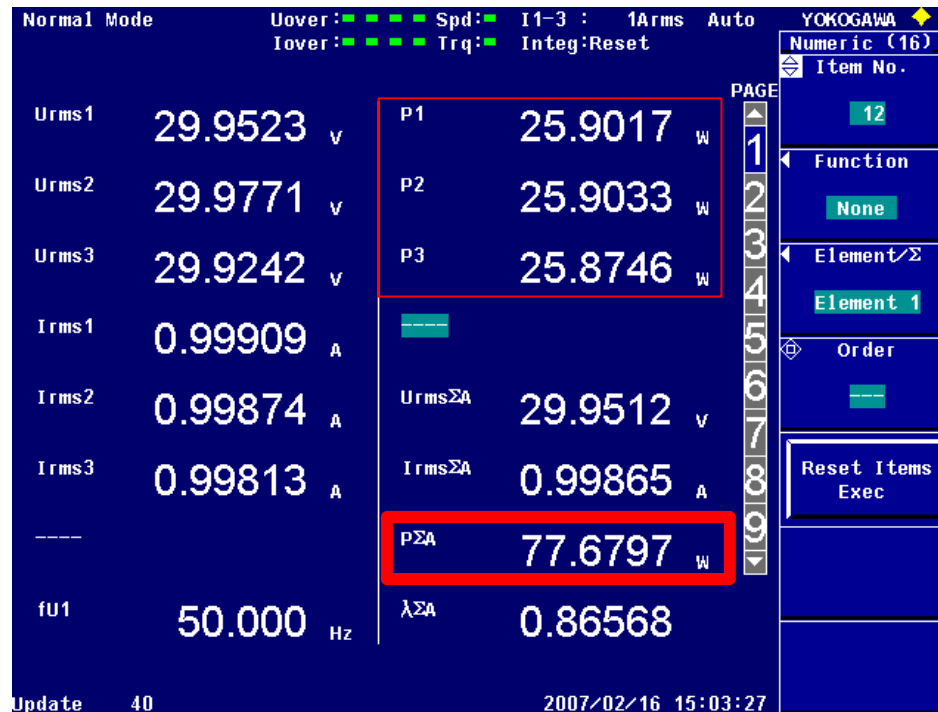 Normal Mode Uover: Spd: I1-3 : 1Arms Auto YOKOGAWA
Iover: Trq: Integ:Reset Numeric (16)
Item No.
12
Function
None
Element/Σ
Element 1
Order
---
Reset Items
Exec
PAGE
1
2
3
4
5
6
7
8
9
Urms1 29.9523 V
Urms2 29.9771 V
Urms3 29.9242 V
Irms1 0.99909 A
Irms2 0.99874 A
Irms3 0.99813 A
----
fU1 50.000 Hz
P1 25.9017 W
P2 25.9033 W
P3 25.8746 W
----
UrmsΣA 29.9512 V
IrmsΣA 0.99865 A
PΣA 77.6797 W
λΣA 0.86568
Update 40 2007/02/16 15:03:27